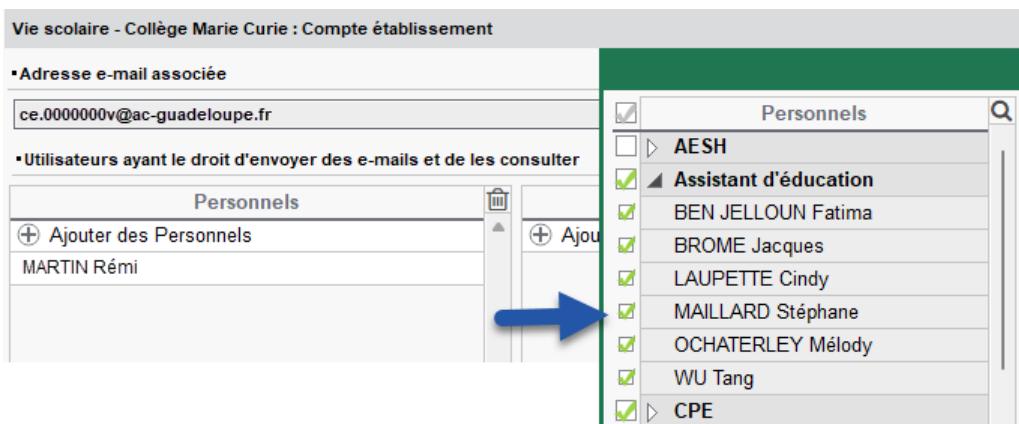 Vie scolaire - Collège Marie Curie : Compte établissement
Adresse e-mail associée
ce.0000000v@ac-guadeloupe.fr
Utilisateurs ayant le droit d'envoyer des e-mails et de les consulter
Personnels
Ajouter des Personnels
MARTIN Rémi
Ajou
Personnels
AESH
Assistant d'éducation
BEN JELLOUN Fatima
BROME Jacques
LAUPETTE Cindy
MAILLARD Stéphane
OCHATERLEY Mélody
WU Tang
CPE